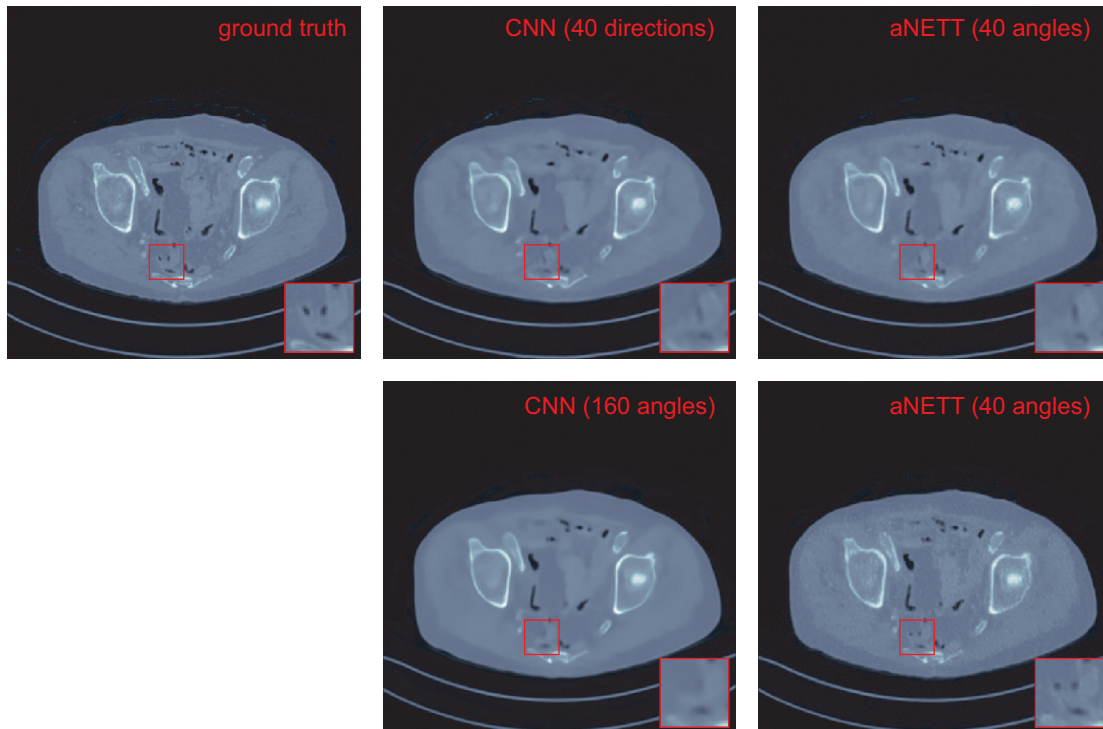 ground truth
CNN (40 directions)
aNETT (40 angles)
CNN (160 angles)
aNETT (40 angles)